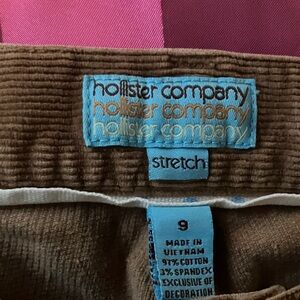 hollister company
hollister company
hollister company
stretch
9
MADE IN
VIETNAM
97% COTTON
3% SPANDEX
EXCLUSIVE OF
DECORATION